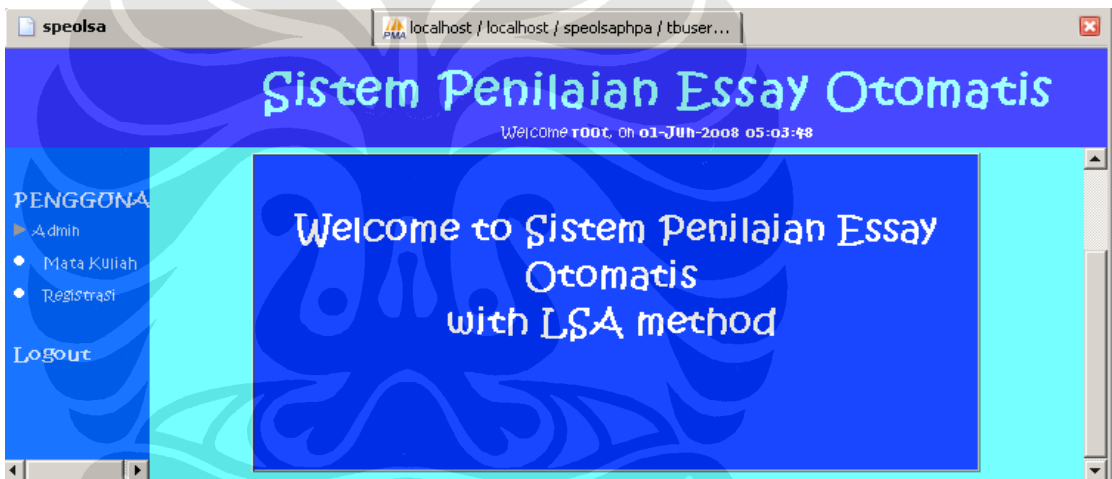 speolsa
PMA localhost / localhost / speolsaphpa / tbuser...
Sistem Penilaian Essay Otomatis
Welcome r00t, on 01-Jun-2008 05:03:48
PENGGUNA
Admin
Mata Kuliah
Registrasi
Logout
Welcome to Sistem Penilaian Essay
Otomatis
with LSA method